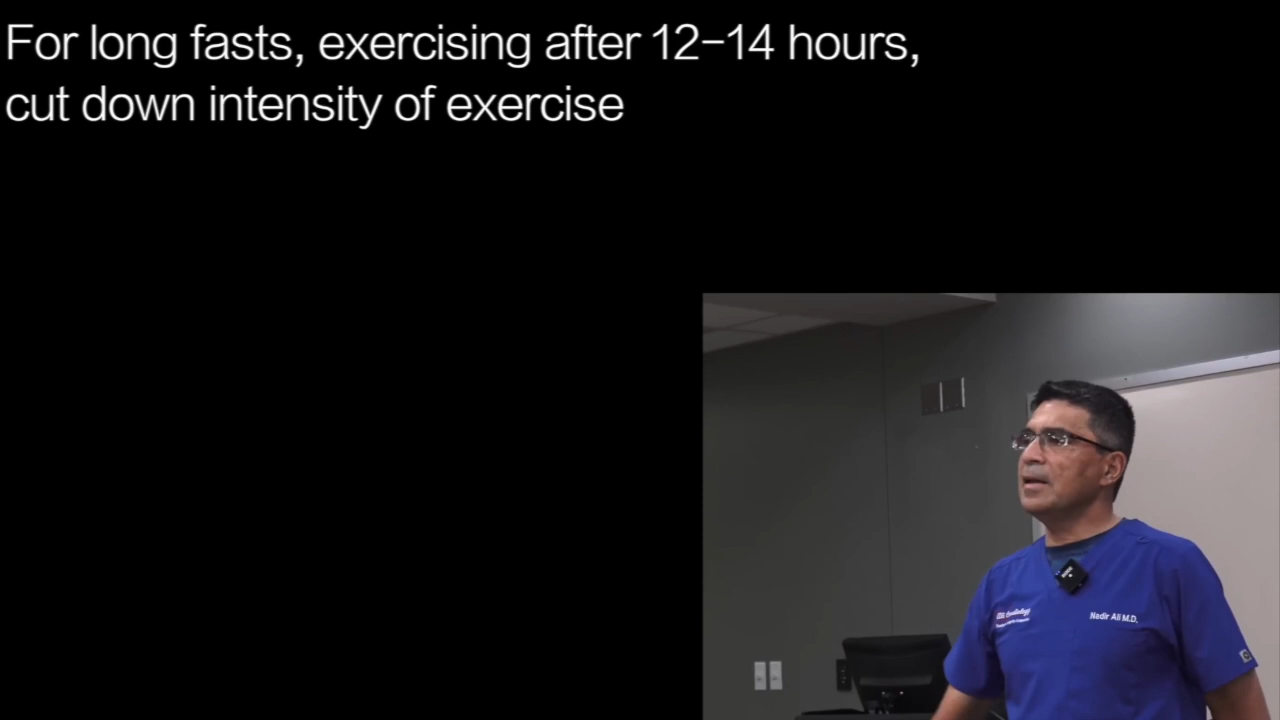 For long fasts, exercising after 12–14 hours,
cut down intensity of exercise
Nadir Ali M.D.